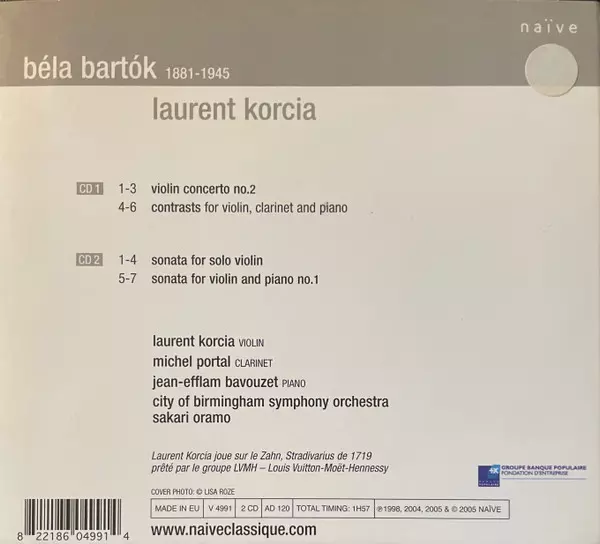 naïve
béla bartók 1881-1945
laurent korcia
CD 1 1-3 violin concerto no.2
4-6 contrasts for violin, clarinet and piano
CD 2 1-4 sonata for solo violin
5-7 sonata for violin and piano no.1
laurent korcia VIOLIN
michel portal CLARINET
jean-efflam bavouzet PIANO
city of birmingham symphony orchestra
sakari oramo
Laurent Korcia joue sur le Zahn, Stradivarius de 1719
prêté par le groupe LVMH – Louis Vuitton-Moët-Hennessy
GROUPE BANQUE POPULAIRE
FONDATION D'ENTREPRISE
COVER PHOTO: © LISA ROZE
MADE IN EU V 4991 2 CD AD 120 TOTAL TIMING: 1H57 ℗1998, 2004, 2005 & © 2005 NAÏVE
8 22186 04991 4
www.naiveclassique.com